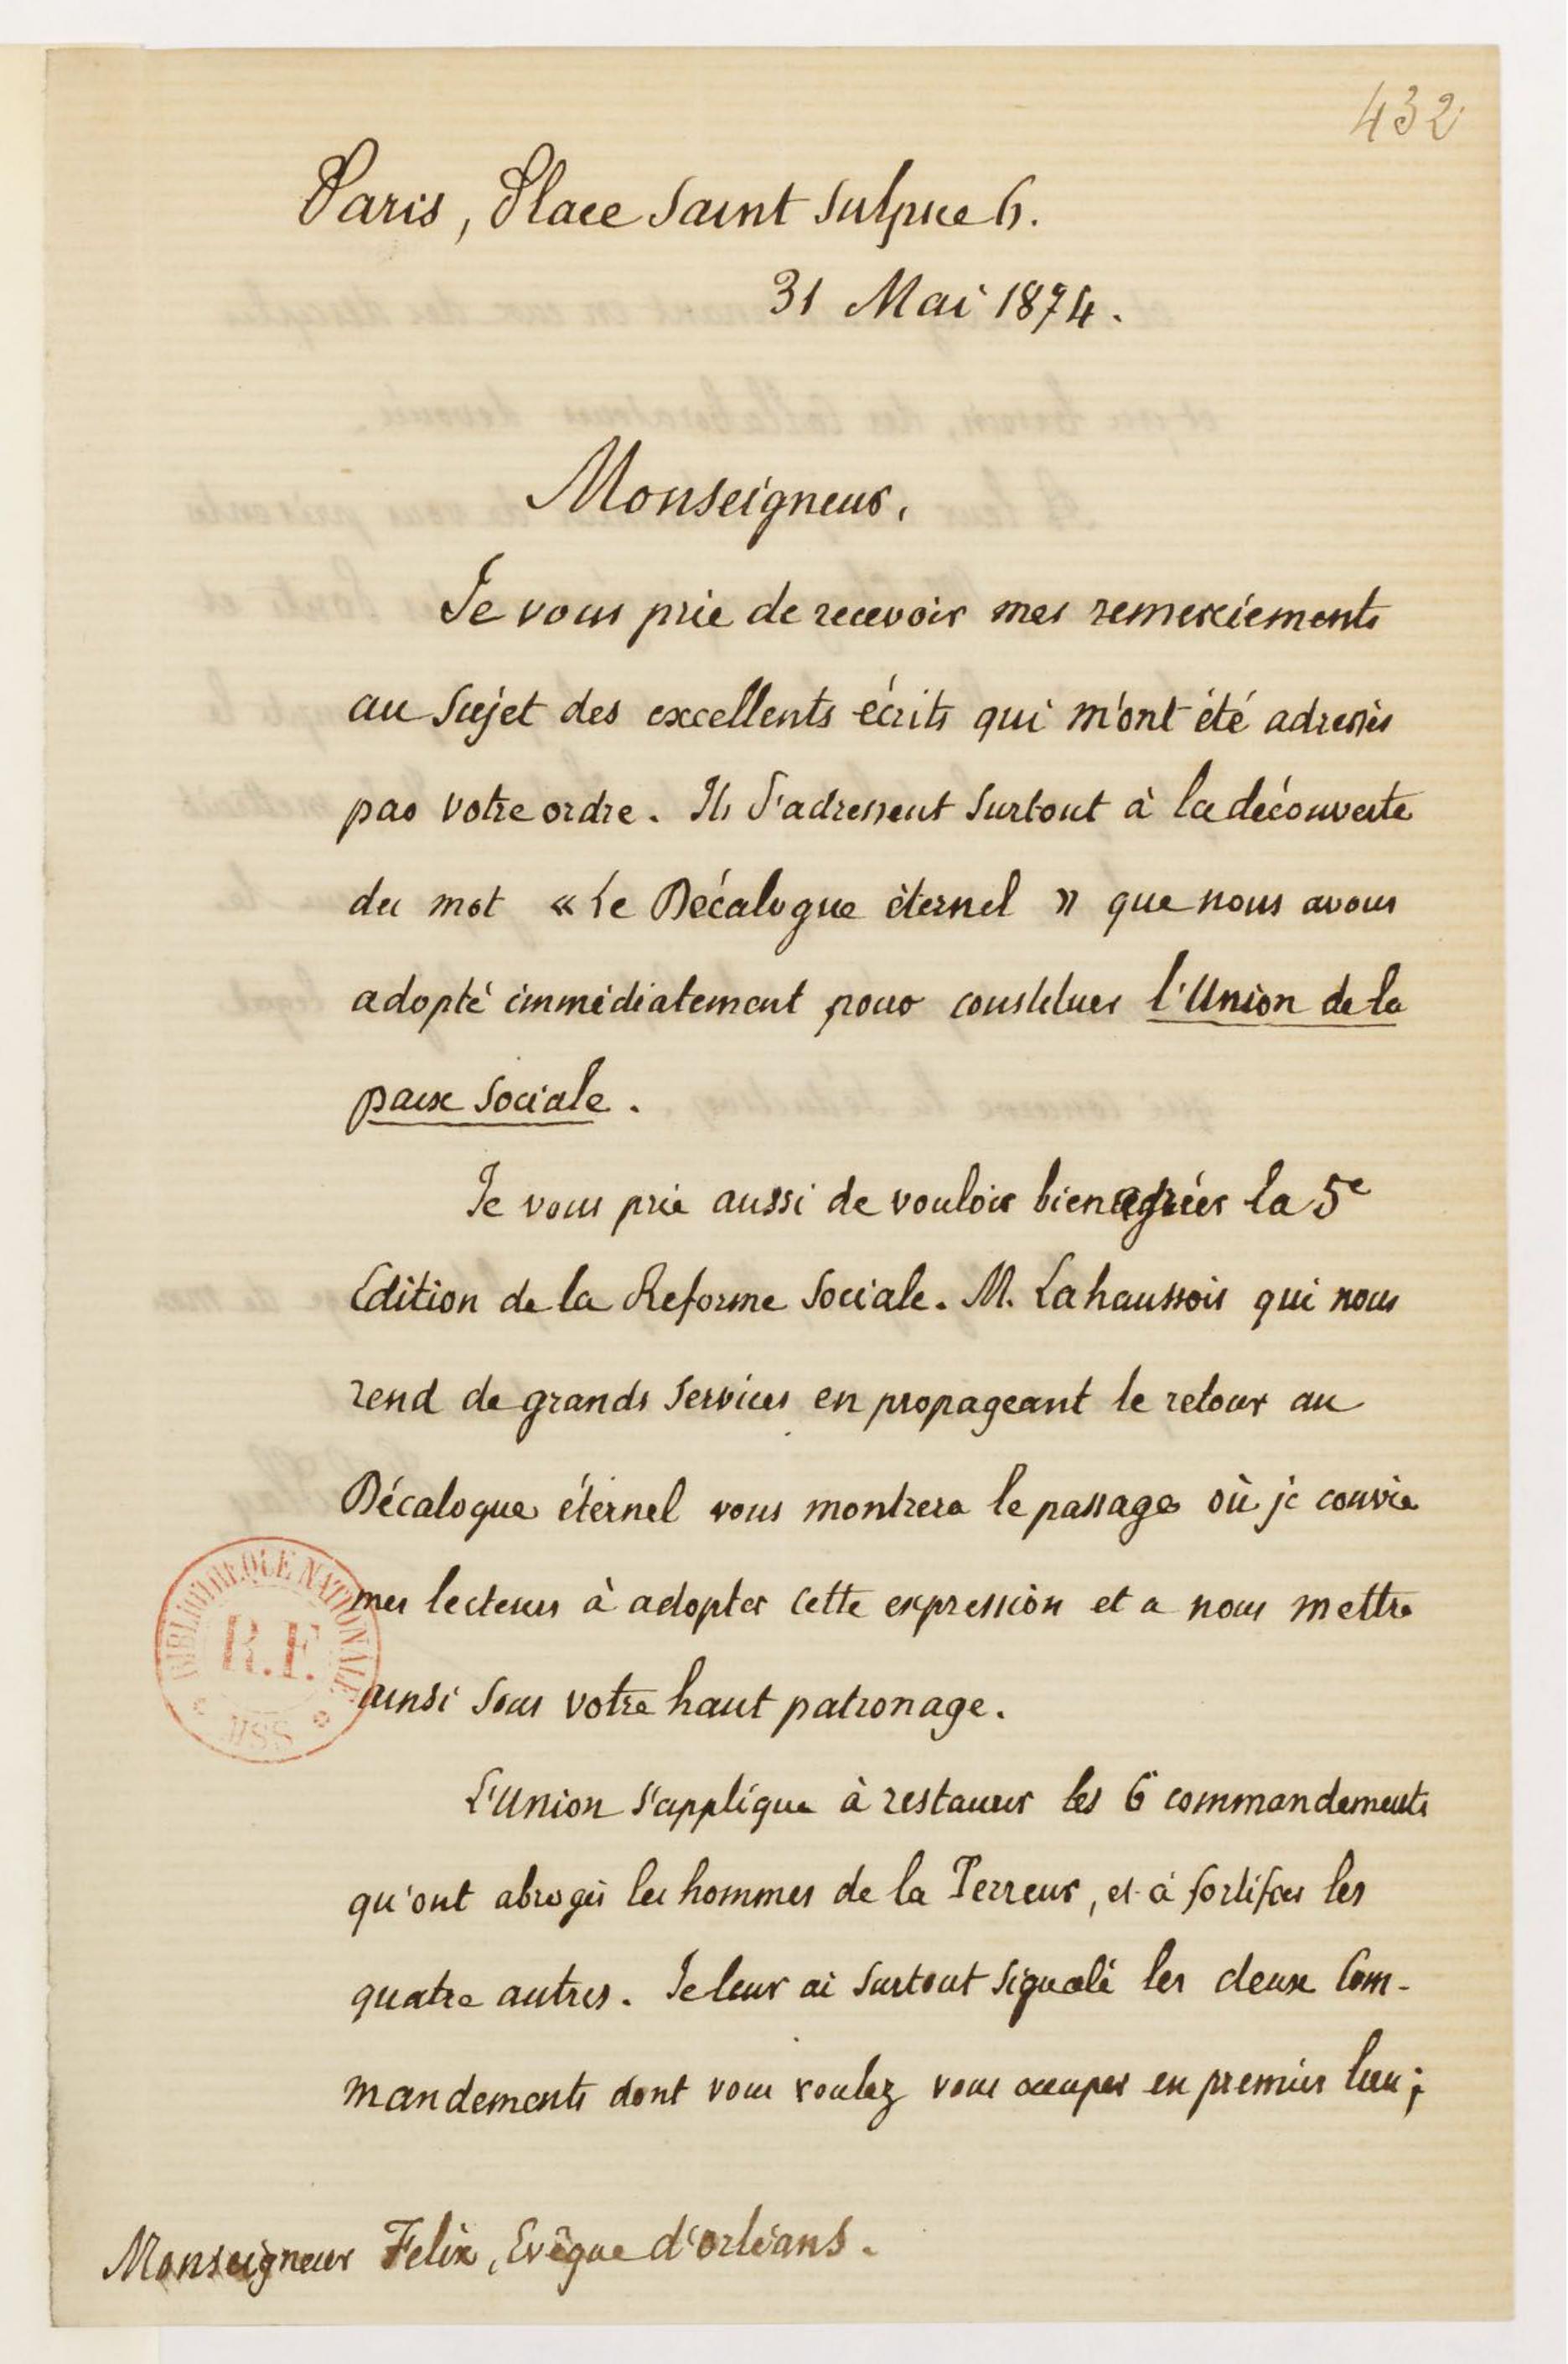 432
Paris, Place Saint Sulpice 6.
31 Mai 1874.
Monseigneur,
Je vous prie de recevoir mes remerciements
au Sujet des excellents écrits qui m'ont été adressés
par votre ordre. Ils S'adressent Surtout à la découverte
du mot « Le Décalogue éternel » que nous avons
adopté immédiatement pour constituer l'Union de la
paix Sociale.
Je vous prie aussi de vouloir bien agréer la 5e
Edition de la Reforme Sociale. M. Lahaussois qui nous
rend de grands Services en propageant le retour au
Décalogue éternel vous montrera le passage où je convie
mes lecteurs à adopter cette expression et a nous mettre
ainsi Sous votre haut patronage.
L'Union s'applique à restaurer les 6 commandements
qu'ont abrogés les hommes de la Terreur, et à fortifier les
quatre autres. Je leur ai Surtout Signalé les deux Com-
mandements dont vous voulez vous occuper en premier lieu;
BIBLIOTHEQUE NATIONALE
R.F.
MSS
Monseigneur Felix, Evêque d'Orléans.